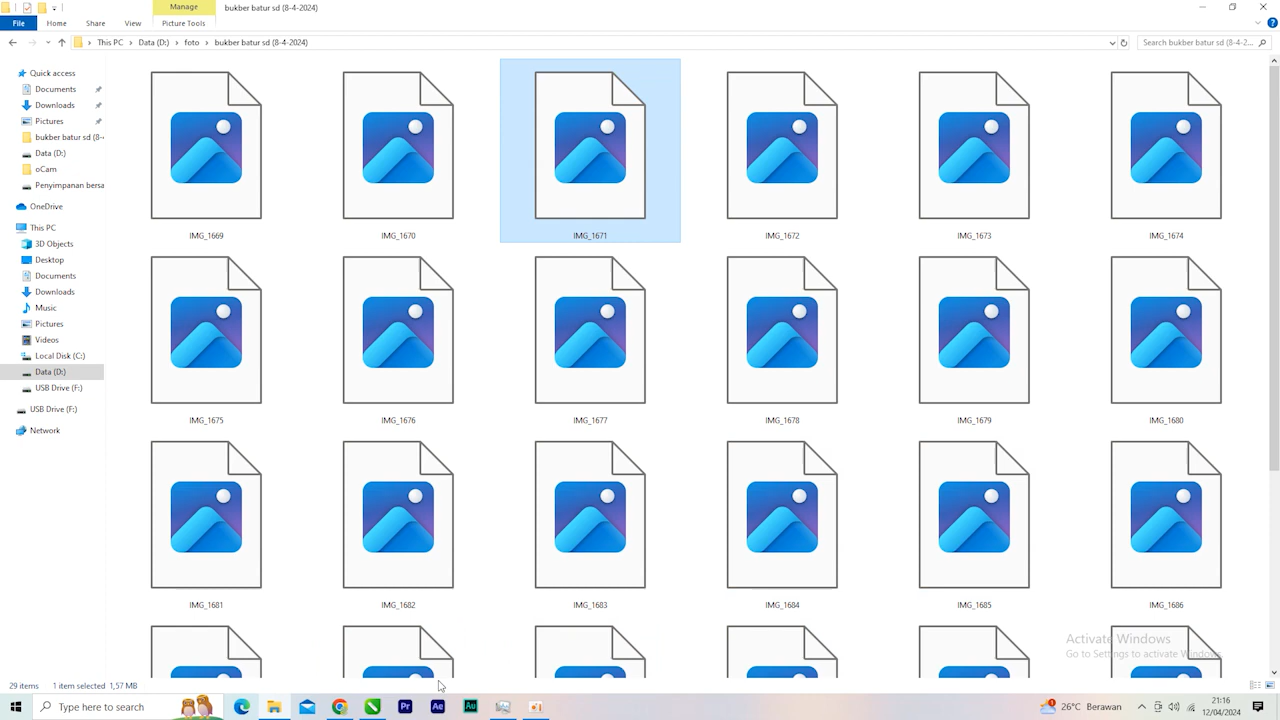 Manage
bukber batur sd (8-4-2024)
File
Home
Share
View
Picture Tools
This PC
Data (D:)
foto
bukber batur sd (8-4-2024)
Search bukber batur sd (8-4-2...
Quick access
Documents
Downloads
Pictures
bukber batur sd (8-4
Data (D:)
oCam
Penyimpanan bersa
OneDrive
This PC
3D Objects
Desktop
Documents
Downloads
Music
Pictures
Videos
Local Disk (C:)
Data (D:)
USB Drive (F:)
USB Drive (F:)
Network
IMG_1669
IMG_1670
IMG_1671
IMG_1672
IMG_1673
IMG_1674
IMG_1675
IMG_1676
IMG_1677
IMG_1678
IMG_1679
IMG_1680
IMG_1681
IMG_1682
IMG_1683
IMG_1684
IMG_1685
IMG_1686
Activate Windows
Go to Settings to activate Windows.
29 items
1 item selected 1,57 MB
Type here to search
Pr
Ae
Au
26°C Berawan
21:16
12/04/2024